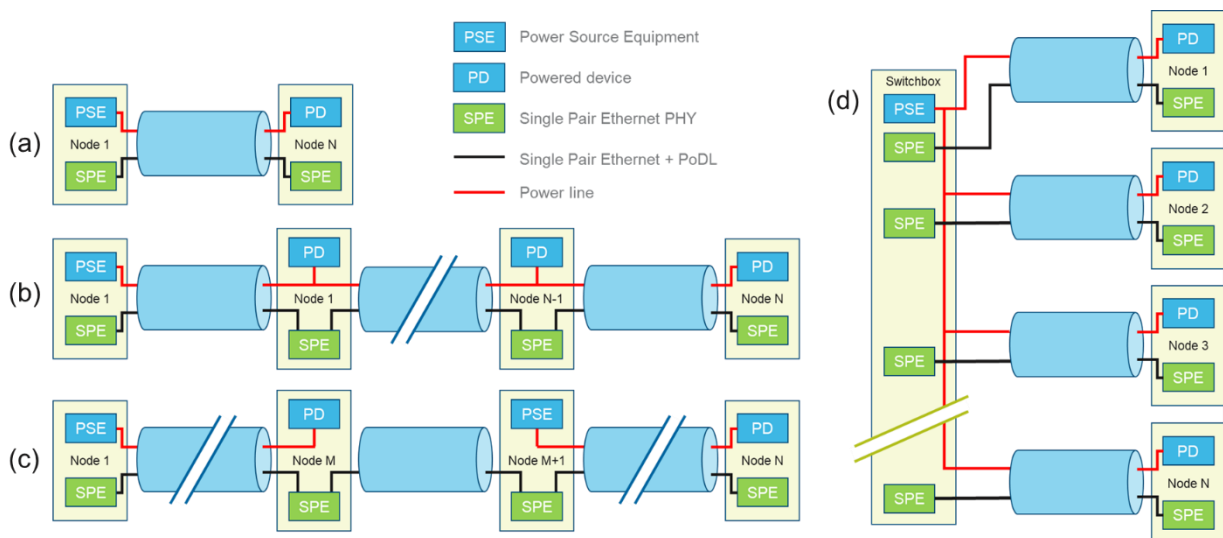 PSE Power Source Equipment
PD Powered device
SPE Single Pair Ethernet PHY
Single Pair Ethernet + PoDL
Power line
(a)
PSE
Node 1
SPE
PD
Node N
SPE
(b)
PSE
Node 1
SPE
PD
Node 1
SPE
PD
Node N-1
SPE
PD
Node N
SPE
(c)
PSE
Node 1
SPE
PD
Node M
SPE
PSE
Node M+1
SPE
PD
Node N
SPE
(d)
Switchbox
PSE
SPE
SPE
SPE
SPE
PD
Node 1
SPE
PD
Node 2
SPE
PD
Node 3
SPE
PD
Node N
SPE